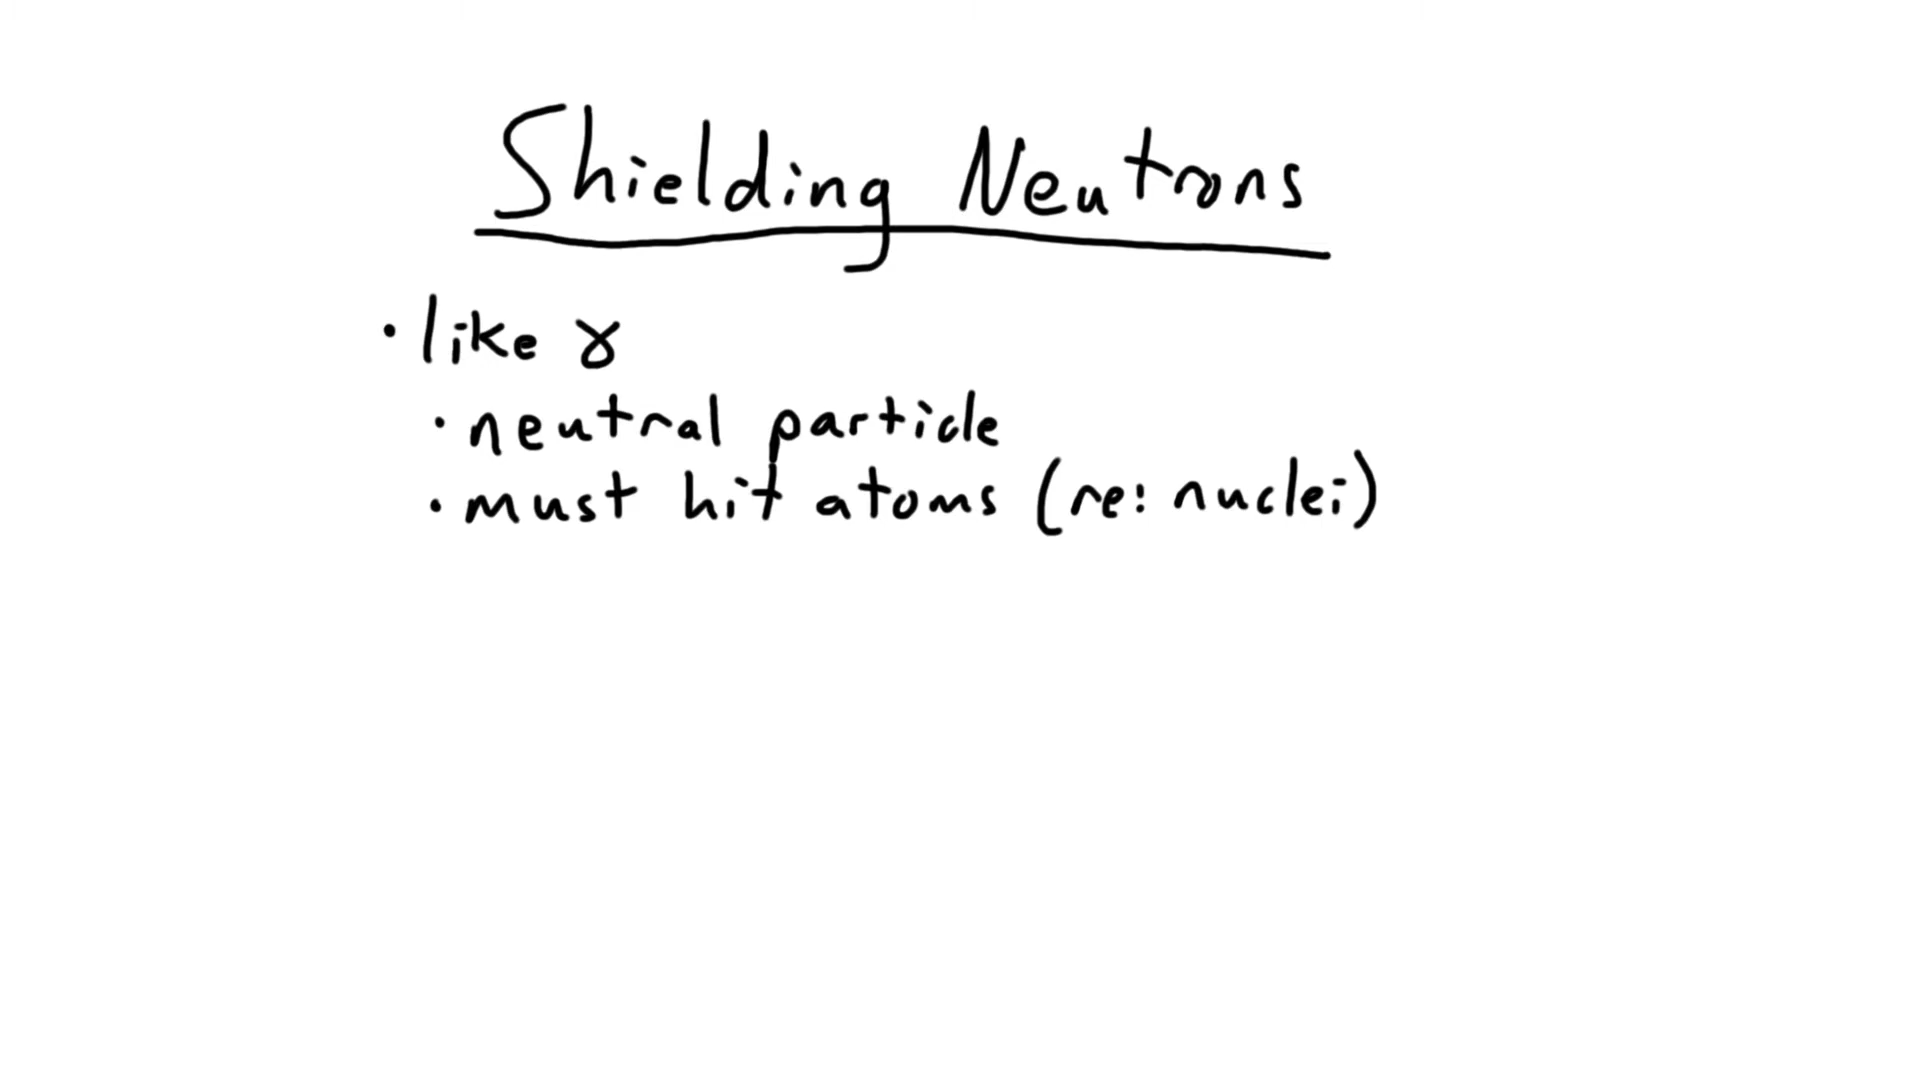 Shielding Neutrons
• like γ
• neutral particle
• must hit atoms (re: nuclei)